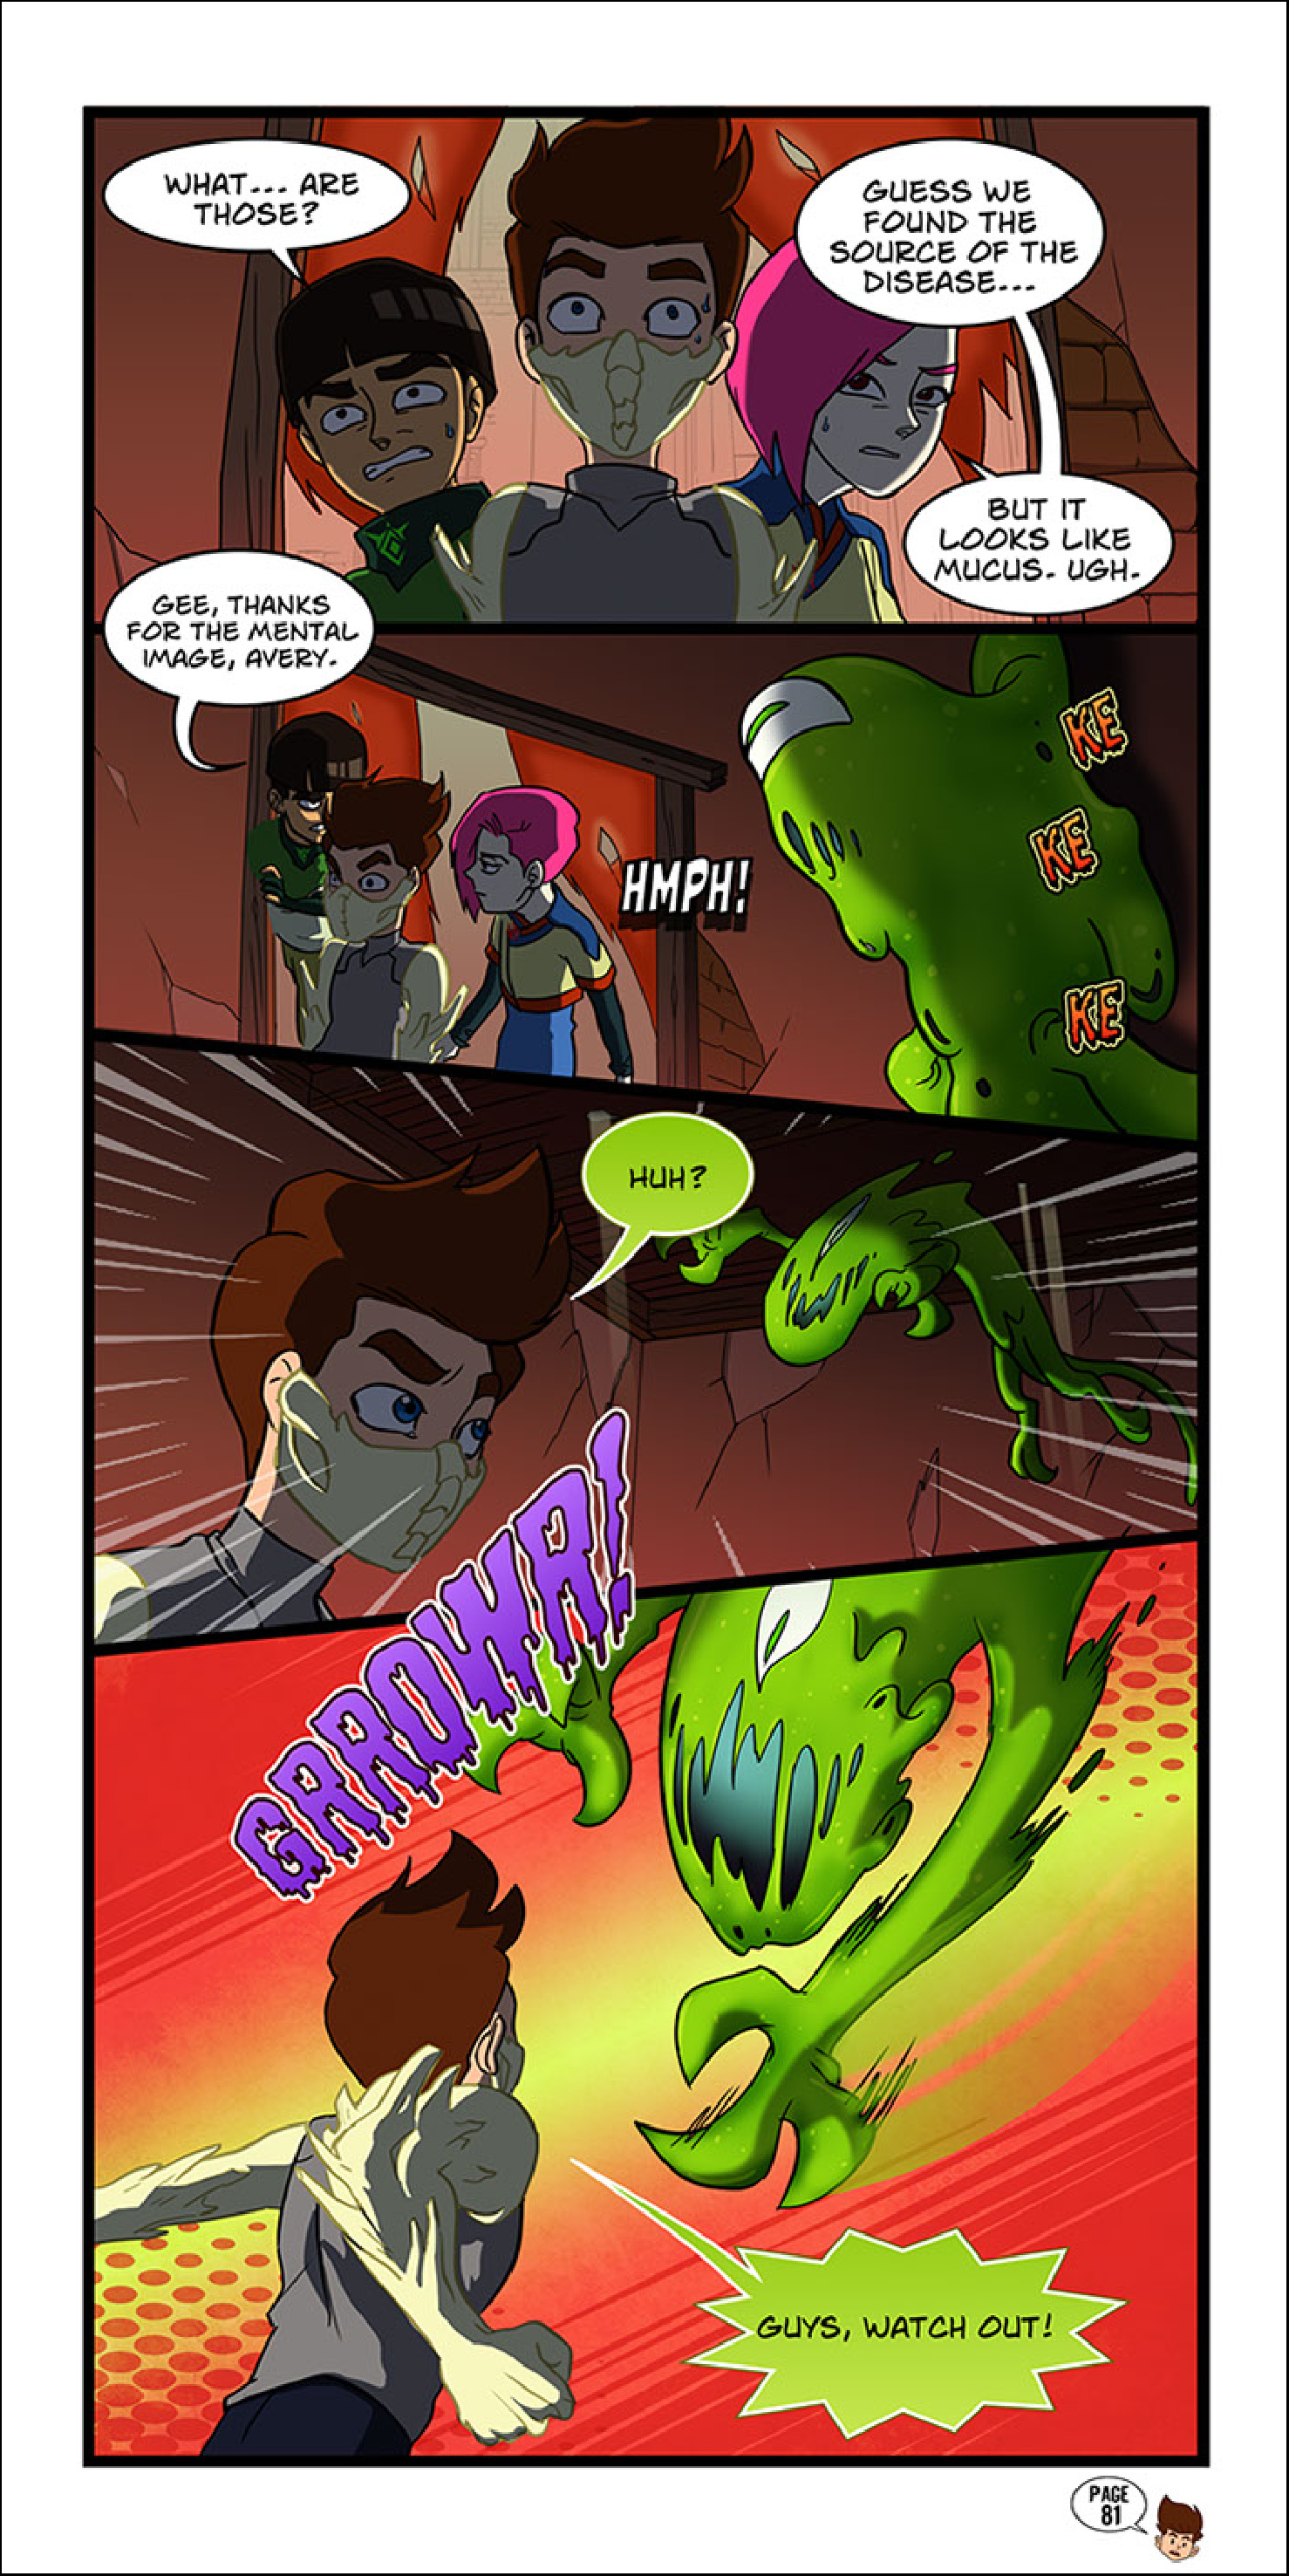 WHAT... ARE
THOSE?
GUESS WE
FOUND THE
SOURCE OF THE
DISEASE...
BUT IT
LOOKS LIKE
MUCUS. UGH.
GEE, THANKS
FOR THE MENTAL
IMAGE, AVERY.
HMPH!
KE
KE
KE
HUH?
GRROWR!
GUYS, WATCH OUT!
PAGE
81